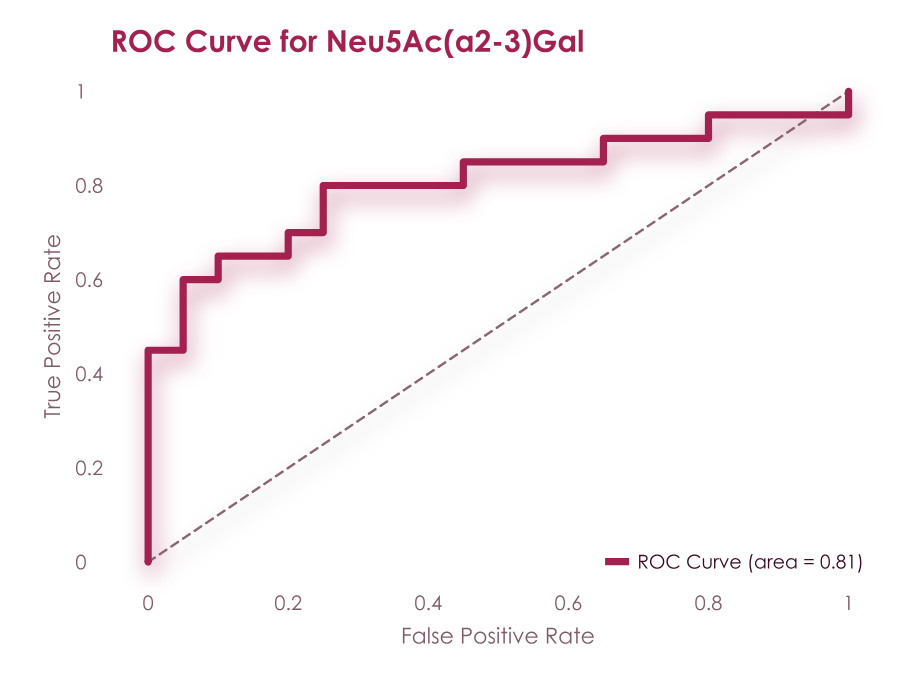 ROC Curve for Neu5Ac(a2-3)Gal
1
0.8
0.6
0.4
0.2
0
True Positive Rate
0 0.2 0.4 0.6 0.8 1
False Positive Rate
ROC Curve (area = 0.81)